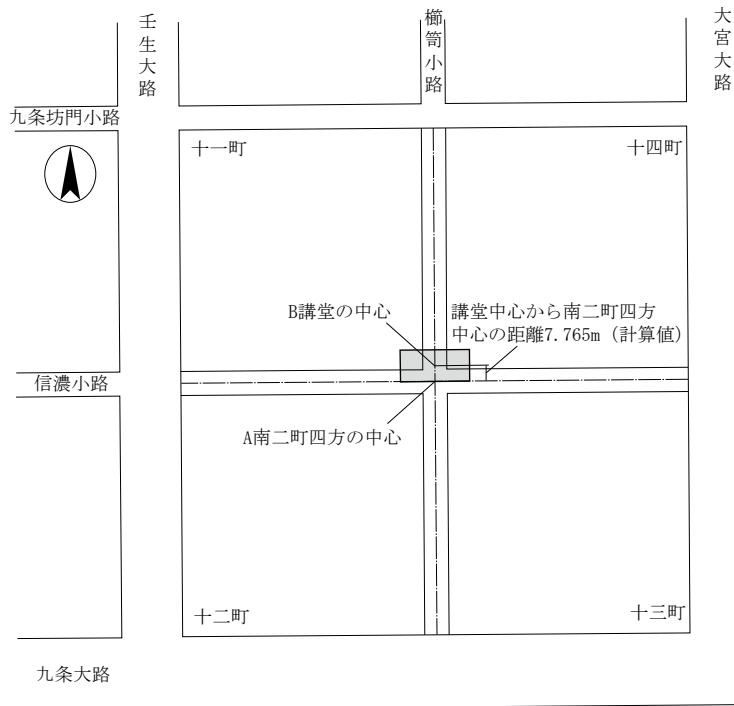 壬生大路
櫛笥小路
大宮大路
九条坊門小路
十一町
十四町
B講堂の中心
講堂中心から南二町四方
中心の距離7.765m（計算値）
信濃小路
A南二町四方の中心
十二町
十三町
九条大路